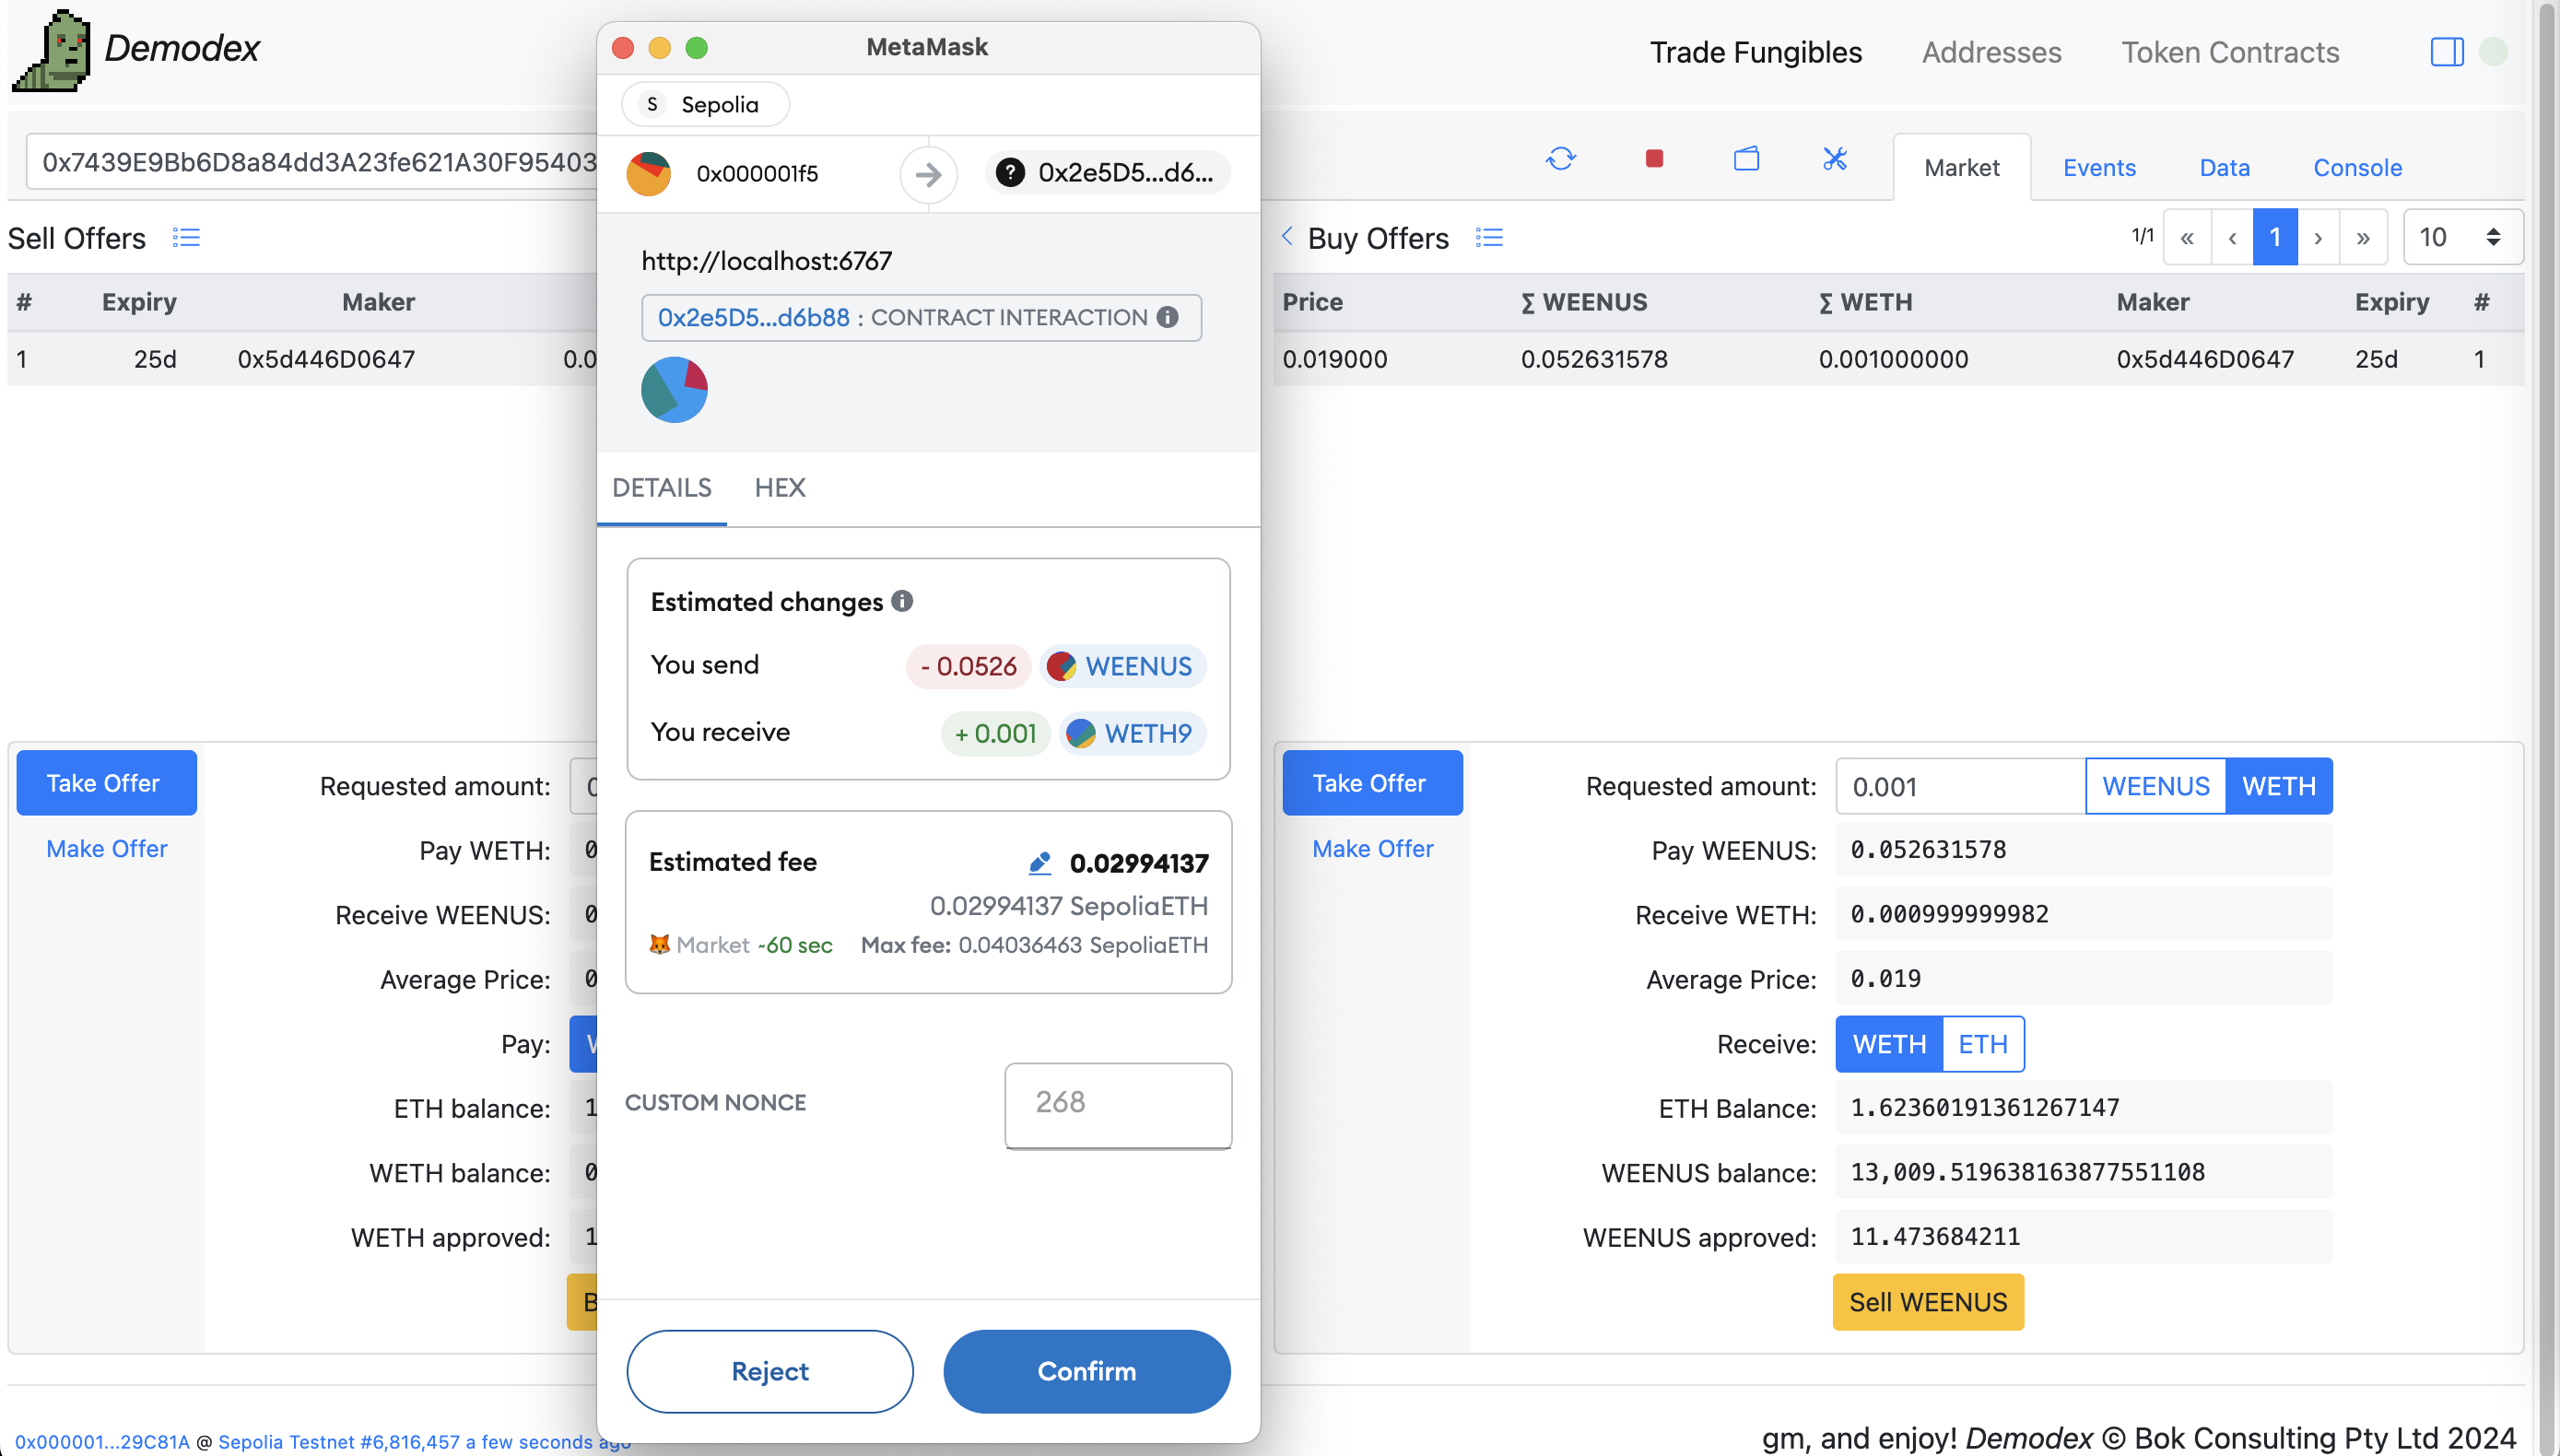 Demodex
Trade Fungibles
Addresses
Token Contracts
0x7439E9Bb6D8a84dd3A23fe621A30F95403
Market
Events
Data
Console
Sell Offers
# Expiry Maker
1 25d 0x5d446D0647 0.0
MetaMask
S Sepolia
0x000001f5
? 0x2e5D5...d6...
http://localhost:6767
0x2e5D5...d6b88 : CONTRACT INTERACTION
DETAILS HEX
Estimated changes
You send - 0.0526 WEENUS
You receive + 0.001 WETH9
Estimated fee 0.02994137
0.02994137 SepoliaETH
Market ~60 sec Max fee: 0.04036463 SepoliaETH
CUSTOM NONCE 268
Reject Confirm
Buy Offers
1/1 « ‹ 1 › » 10
Price ∑ WEENUS ∑ WETH Maker Expiry #
0.019000 0.052631578 0.001000000 0x5d446D0647 25d 1
Take Offer
Make Offer
Requested amount: 0
Pay WETH: 0
Receive WEENUS: 0
Average Price: 0
Pay:
ETH balance: 1
WETH balance: 0
WETH approved: 1
B
Take Offer
Make Offer
Requested amount: 0.001 WEENUS WETH
Pay WEENUS: 0.052631578
Receive WETH: 0.000999999982
Average Price: 0.019
Receive: WETH ETH
ETH Balance: 1.62360191361267147
WEENUS balance: 13,009.519638163877551108
WEENUS approved: 11.473684211
Sell WEENUS
0x000001...29C81A @ Sepolia Testnet #6,816,457 a few seconds ago
gm, and enjoy! Demodex © Bok Consulting Pty Ltd 2024